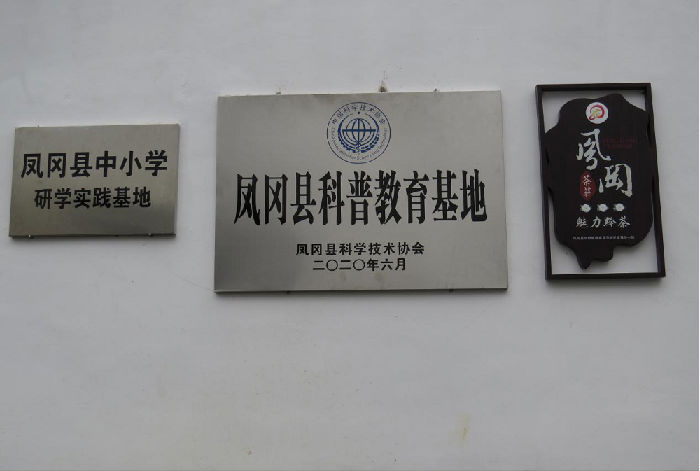 凤冈县中小学
研学实践基地
凤冈县科普教育基地
凤冈县科学技术协会
二〇二〇年六月
鳳岡
魅力黔茶